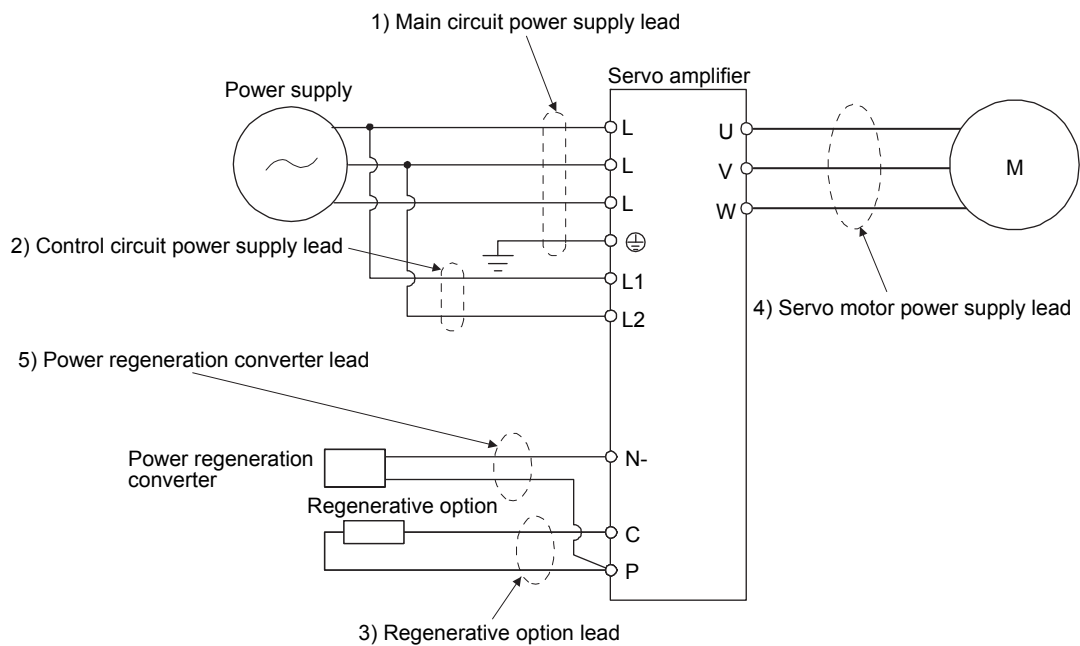 1) Main circuit power supply lead
Servo amplifier
Power supply
L
L
L
L1
L2
U
V
W
M
2) Control circuit power supply lead
4) Servo motor power supply lead
5) Power regeneration converter lead
Power regeneration
converter
N-
Regenerative option
C
P
3) Regenerative option lead